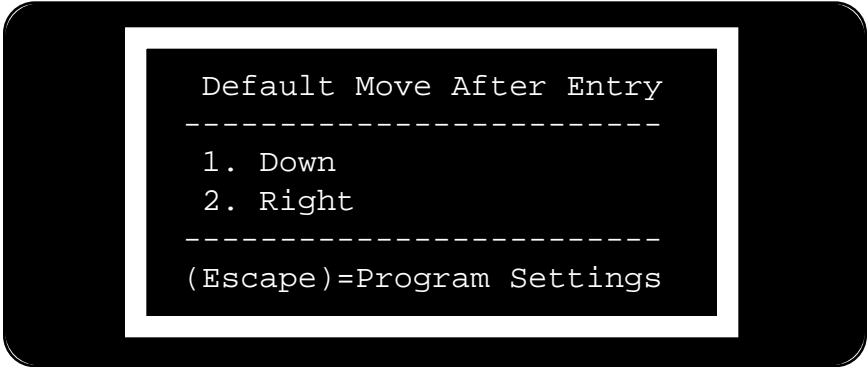 Default Move After Entry
-------------------------
1. Down
2. Right
-------------------------
(Escape)=Program Settings